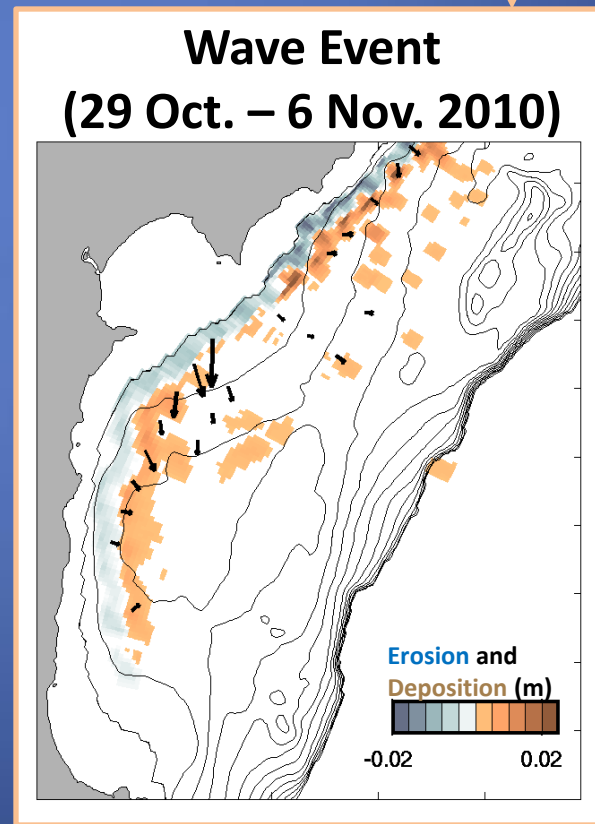 Wave Event
(29 Oct. – 6 Nov. 2010)
Erosion and
Deposition (m)
-0.02 0.02